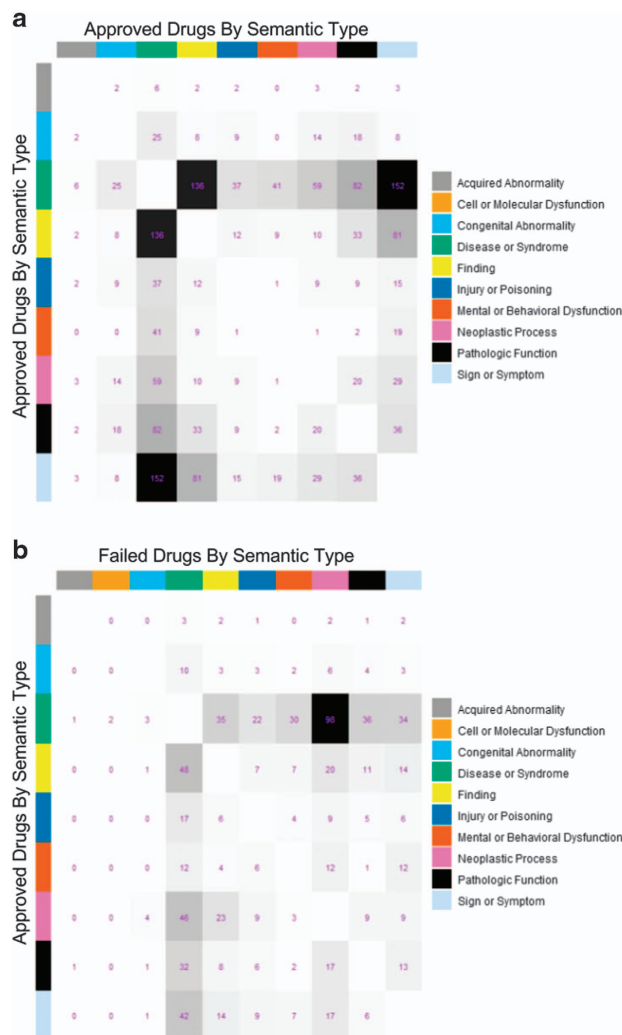 a
Approved Drugs By Semantic Type
Approved Drugs By Semantic Type
2 6 2 2 0 3 2 3
2 25 8 9 0 14 18 8
6 25 136 37 41 59 82 152
2 8 136 12 9 10 33 81
2 9 37 12 1 9 9 15
0 0 41 9 1 1 2 19
3 14 59 10 9 1 20 29
2 18 82 33 9 2 20 36
3 8 152 81 15 19 29 36
Acquired Abnormality
Cell or Molecular Dysfunction
Congenital Abnormality
Disease or Syndrome
Finding
Injury or Poisoning
Mental or Behavioral Dysfunction
Neoplastic Process
Pathologic Function
Sign or Symptom
b
Failed Drugs By Semantic Type
Approved Drugs By Semantic Type
0 0 3 2 1 0 2 1 2
0 0 10 3 3 2 6 4 3
1 2 3 35 22 30 98 36 34
0 0 1 48 7 7 20 11 14
0 0 0 17 6 4 9 5 6
0 0 0 12 4 6 12 1 12
0 0 4 46 23 9 3 9 9
1 0 1 32 8 6 2 17 13
0 0 1 42 14 9 7 17 6
Acquired Abnormality
Cell or Molecular Dysfunction
Congenital Abnormality
Disease or Syndrome
Finding
Injury or Poisoning
Mental or Behavioral Dysfunction
Neoplastic Process
Pathologic Function
Sign or Symptom